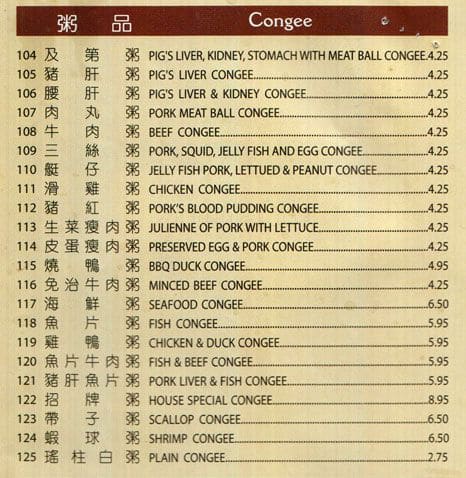 粥 品 Congee
104 及 第 粥 PIG'S LIVER, KIDNEY, STOMACH WITH MEAT BALL CONGEE.4.25
105 豬 肝 粥 PIG'S LIVER CONGEE 4.25
106 腰 肝 粥 PIG'S LIVER & KIDNEY CONGEE 4.25
107 肉 丸 粥 PORK MEAT BALL CONGEE 4.25
108 牛 肉 粥 BEEF CONGEE 4.25
109 三 絲 粥 PORK, SQUID, JELLY FISH AND EGG CONGEE 4.25
110 艇 仔 粥 JELLY FISH PORK, LETTUED & PEANUT CONGEE 4.25
111 滑 雞 粥 CHICKEN CONGEE 4.25
112 豬 紅 粥 PORK'S BLOOD PUDDING CONGEE 4.25
113 生菜瘦肉粥 JULIENNE OF PORK WITH LETTUCE 4.25
114 皮蛋瘦肉粥 PRESERVED EGG & PORK CONGEE 4.25
115 燒 鴨 粥 BBQ DUCK CONGEE 4.95
116 免治牛肉粥 MINCED BEEF CONGEE 4.25
117 海 鮮 粥 SEAFOOD CONGEE 6.50
118 魚 片 粥 FISH CONGEE 5.95
119 雞 鴨 粥 CHICKEN & DUCK CONGEE 5.95
120 魚片牛肉粥 FISH & BEEF CONGEE 5.95
121 豬肝魚片粥 PORK LIVER & FISH CONGEE 5.95
122 招 牌 粥 HOUSE SPECIAL CONGEE 8.95
123 帶 子 粥 SCALLOP CONGEE 6.50
124 蝦 球 粥 SHRIMP CONGEE 6.50
125 瑤柱白粥 PLAIN CONGEE 2.75